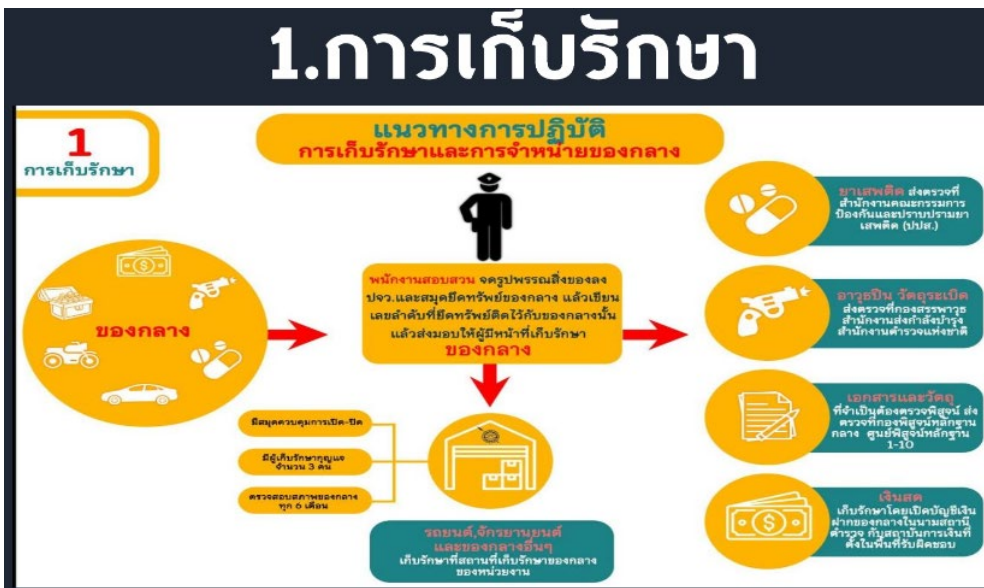 1.การเก็บรักษา
1
การเก็บรักษา
แนวทางการปฏิบัติ
การเก็บรักษาและการจำหน่ายของกลาง
ของกลาง
พนักงานสอบสวน จดรูปพรรณสิ่งของลง
ปจว.และสมุดยึดทรัพย์ของกลาง แล้วเขียน
เลขลำดับที่ยึดทรัพย์ติดไว้กับของกลางนั้น
แล้วส่งมอบให้ผู้มีหน้าที่เก็บรักษา
ของกลาง
มีสมุดควบคุมการเปิด-ปิด
มีผู้เก็บรักษากุญแจ
จำนวน 3 คน
ตรวจสอบสภาพของกลาง
ทุก 6 เดือน
รถยนต์,จักรยานยนต์
และของกลางอื่นๆ
เก็บรักษาที่สถานที่เก็บรักษาของกลาง
ของหน่วยงาน
ยาเสพติด ส่งตรวจที่
สำนักงานคณะกรรมการ
ป้องกันและปราบปรามยา
เสพติด (ปปส.)
อาวุธปืน วัตถุระเบิด
ส่งตรวจที่กองสรรพาวุธ
สำนักงานส่งกำลังบำรุง
สำนักงานตำรวจแห่งชาติ
เอกสารและวัตถุ
ที่จำเป็นต้องตรวจพิสูจน์ ส่ง
ตรวจที่กองพิสูจน์หลักฐาน
กลาง ศูนย์พิสูจน์หลักฐาน
1-10
เงินสด
เก็บรักษาโดยเปิดบัญชีเงิน
ฝากของกลางในนามสถานี
ตำรวจ กับสถาบันการเงินที่
ตั้งในพื้นที่รับผิดชอบ